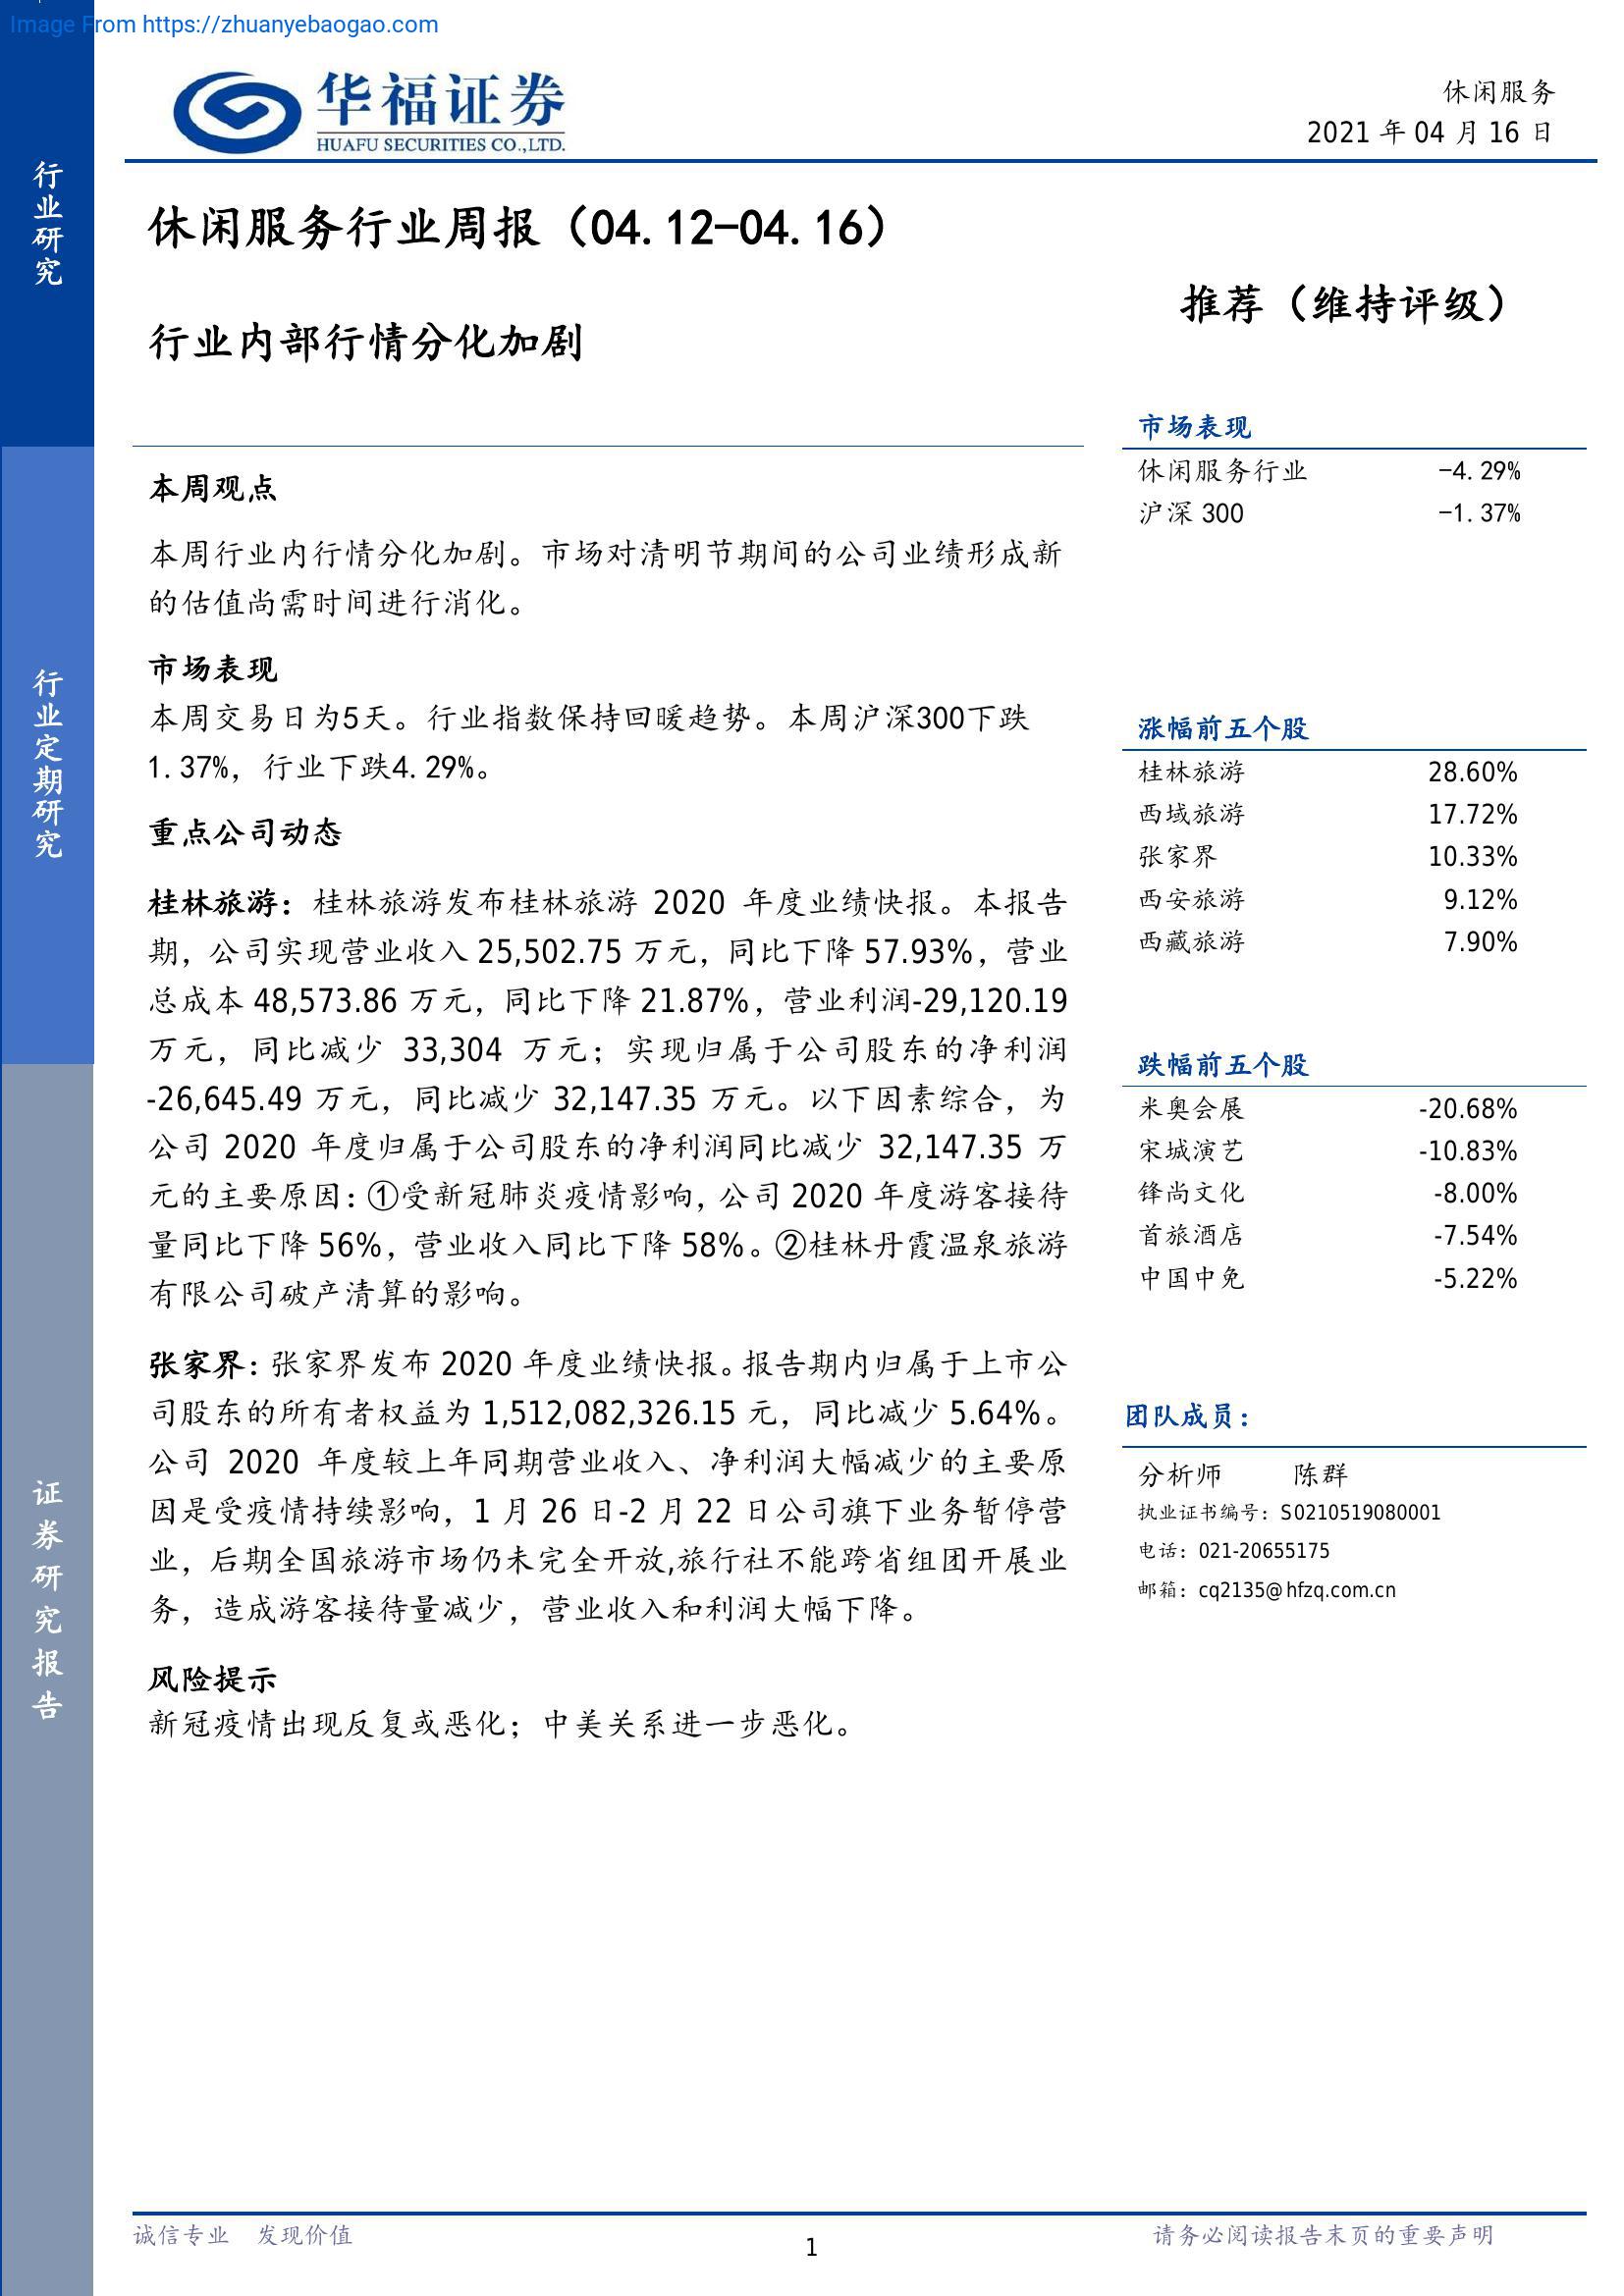 Image From https://zhuanyebaogao.com
华福证券
HUAFU SECURITIES CO.,LTD.
休闲服务
2021 年 04 月 16 日
行业研究
行业定期研究
证券研究报告
休闲服务行业周报（04.12-04.16）
行业内部行情分化加剧
推荐（维持评级）
本周观点
本周行业内行情分化加剧。市场对清明节期间的公司业绩形成新
的估值尚需时间进行消化。
市场表现
本周交易日为5天。行业指数保持回暖趋势。本周沪深300下跌
1.37%，行业下跌4.29%。
重点公司动态
桂林旅游：桂林旅游发布桂林旅游 2020 年度业绩快报。本报告
期，公司实现营业收入 25,502.75 万元，同比下降 57.93%，营业
总成本 48,573.86 万元，同比下降 21.87%，营业利润-29,120.19
万元，同比减少 33,304 万元；实现归属于公司股东的净利润
-26,645.49 万元，同比减少 32,147.35 万元。以下因素综合，为
公司 2020 年度归属于公司股东的净利润同比减少 32,147.35 万
元的主要原因：①受新冠肺炎疫情影响，公司 2020 年度游客接待
量同比下降 56%，营业收入同比下降 58%。②桂林丹霞温泉旅游
有限公司破产清算的影响。
张家界：张家界发布 2020 年度业绩快报。报告期内归属于上市公
司股东的所有者权益为 1,512,082,326.15 元，同比减少 5.64%。
公司 2020 年度较上年同期营业收入、净利润大幅减少的主要原
因是受疫情持续影响，1 月 26 日-2 月 22 日公司旗下业务暂停营
业，后期全国旅游市场仍未完全开放,旅行社不能跨省组团开展业
务，造成游客接待量减少，营业收入和利润大幅下降。
风险提示
新冠疫情出现反复或恶化；中美关系进一步恶化。
市场表现
休闲服务行业 -4.29%
沪深 300 -1.37%
涨幅前五个股
桂林旅游 28.60%
西域旅游 17.72%
张家界 10.33%
西安旅游 9.12%
西藏旅游 7.90%
跌幅前五个股
米奥会展 -20.68%
宋城演艺 -10.83%
锋尚文化 -8.00%
首旅酒店 -7.54%
中国中免 -5.22%
团队成员：
分析师 陈群
执业证书编号：S0210519080001
电话：021-20655175
邮箱：cq2135@hfzq.com.cn
诚信专业 发现价值
1
请务必阅读报告末页的重要声明